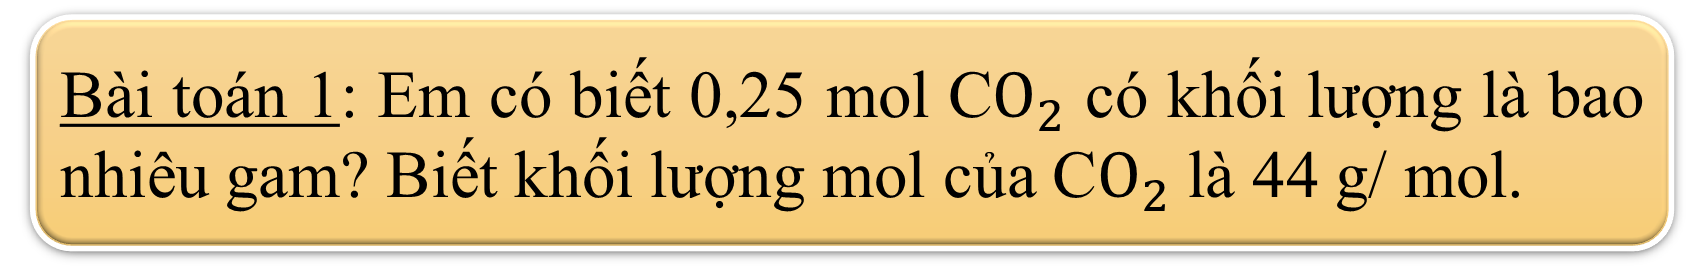 Bài toán 1: Em có biết 0,25 mol CO₂ có khối lượng là bao
nhiêu gam? Biết khối lượng mol của CO₂ là 44 g/ mol.